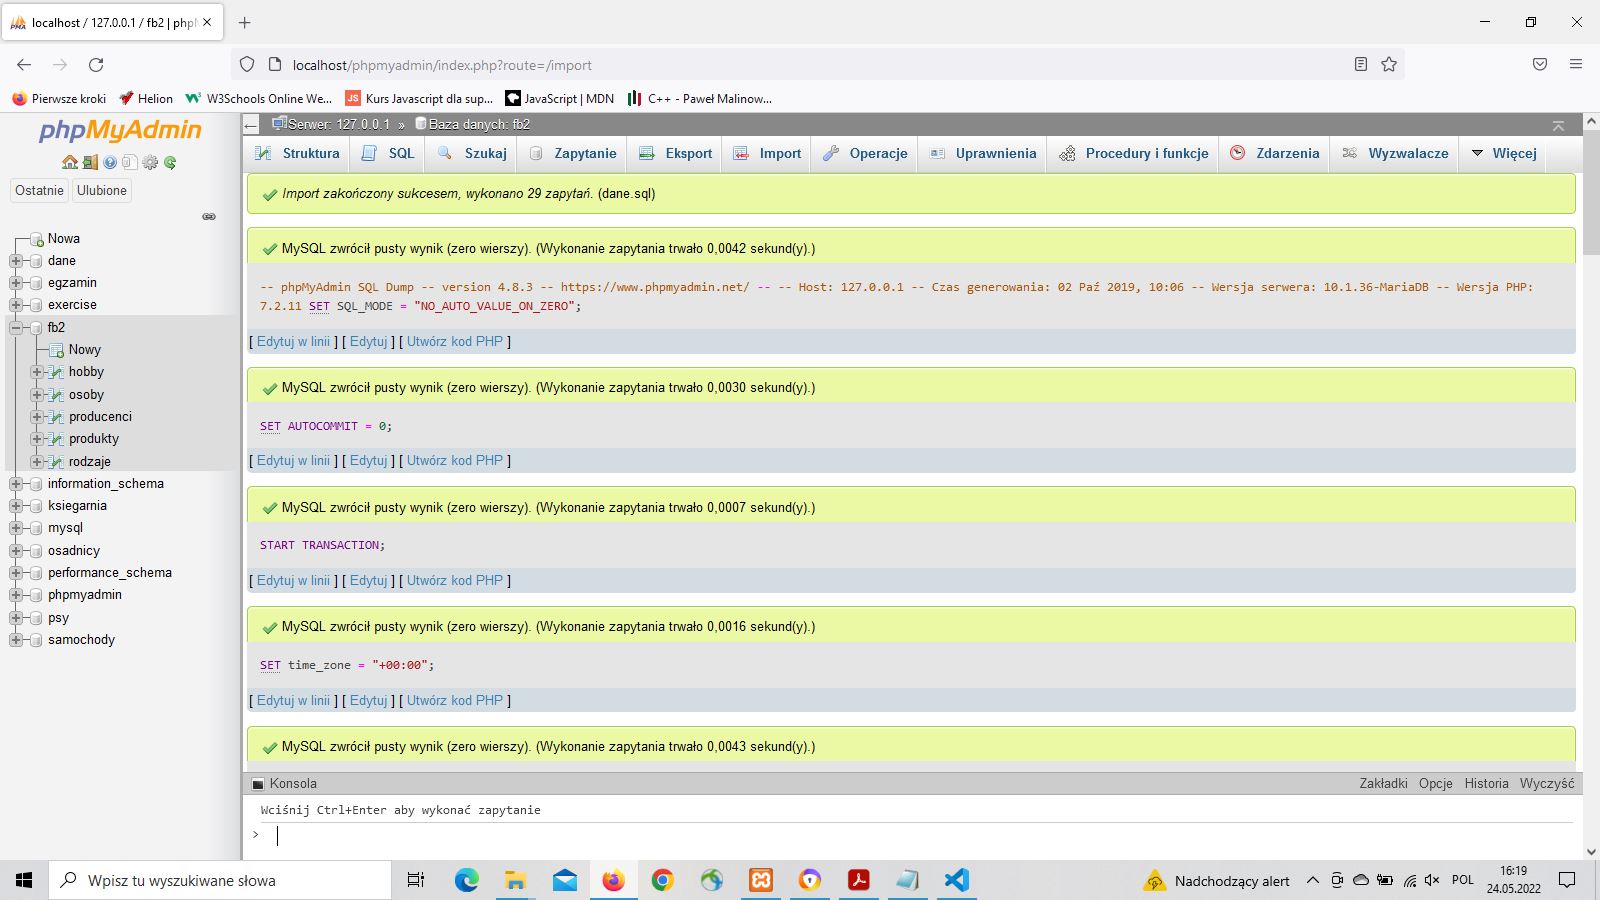 localhost / 127.0.0.1 / fb2 | php
localhost/phpmyadmin/index.php?route=/import
Pierwsze kroki
Helion
W3Schools Online We...
JS Kurs Javascript dla sup...
JavaScript | MDN
C++ - Paweł Malinow...
phpMyAdmin
Ostatnie
Ulubione
Nowa
dane
egzamin
exercise
fb2
Nowy
hobby
osoby
producenci
produkty
rodzaje
information_schema
ksiegarnia
mysql
osadnicy
performance_schema
phpmyadmin
psy
samochody
Serwer: 127.0.0.1 » Baza danych: fb2
Struktura SQL Szukaj Zapytanie Eksport Import Operacje Uprawnienia Procedury i funkcje Zdarzenia Wyzwalacze Więcej
Import zakończony sukcesem, wykonano 29 zapytań. (dane.sql)
MySQL zwrócił pusty wynik (zero wierszy). (Wykonanie zapytania trwało 0,0042 sekund(y).)
-- phpMyAdmin SQL Dump -- version 4.8.3 -- https://www.phpmyadmin.net/ -- -- Host: 127.0.0.1 -- Czas generowania: 02 Paź 2019, 10:06 -- Wersja serwera: 10.1.36-MariaDB -- Wersja PHP:
7.2.11 SET SQL_MODE = "NO_AUTO_VALUE_ON_ZERO";
[ Edytuj w linii ] [ Edytuj ] [ Utwórz kod PHP ]
MySQL zwrócił pusty wynik (zero wierszy). (Wykonanie zapytania trwało 0,0030 sekund(y).)
SET AUTOCOMMIT = 0;
[ Edytuj w linii ] [ Edytuj ] [ Utwórz kod PHP ]
MySQL zwrócił pusty wynik (zero wierszy). (Wykonanie zapytania trwało 0,0007 sekund(y).)
START TRANSACTION;
[ Edytuj w linii ] [ Edytuj ] [ Utwórz kod PHP ]
MySQL zwrócił pusty wynik (zero wierszy). (Wykonanie zapytania trwało 0,0016 sekund(y).)
SET time_zone = "+00:00";
[ Edytuj w linii ] [ Edytuj ] [ Utwórz kod PHP ]
MySQL zwrócił pusty wynik (zero wierszy). (Wykonanie zapytania trwało 0,0043 sekund(y).)
Konsola
Zakładki Opcje Historia Wyczyść
Wciśnij Ctrl+Enter aby wykonać zapytanie
>
Wpisz tu wyszukiwane słowa
Nadchodzący alert
POL
16:19
24.05.2022